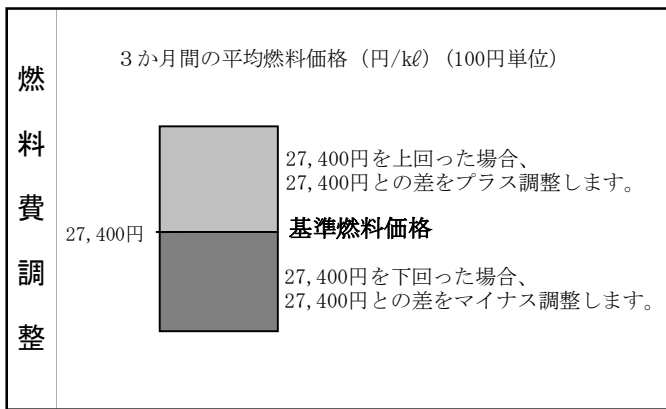 燃料費調整
３か月間の平均燃料価格（円/kℓ）（100円単位）
27,400円を上回った場合、
27,400円との差をプラス調整します。
27,400円
基準燃料価格
27,400円を下回った場合、
27,400円との差をマイナス調整します。